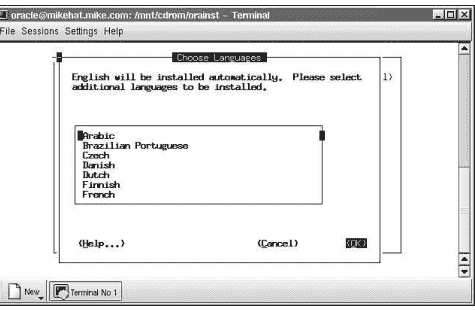 oracle@mikehat.mike.com: /mnt/cdrom/orainst - Terminal
File Sessions Settings Help
Choose Languages
English will be installed automatically. Please select
additional languages to be installed.
1)
Arabic
Brazilian Portuguese
Czech
Danish
Dutch
Finnish
French
(Help...) (Cancel) (OK)
New Terminal No 1